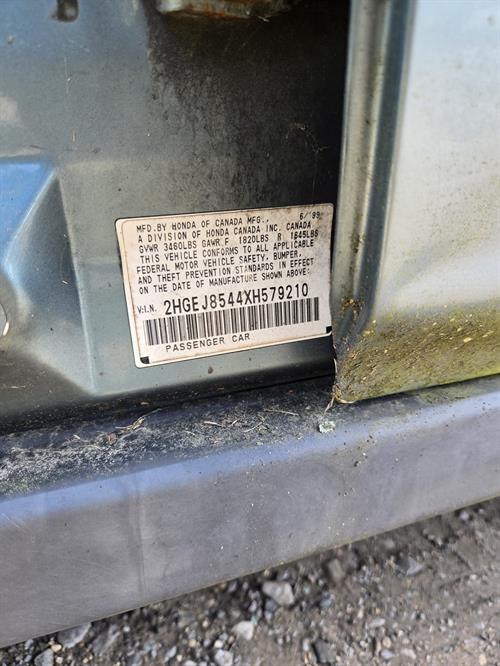 MFD. BY HONDA OF CANADA MFG., 6/99
A DIVISION OF HONDA CANADA INC. CANADA
GVWR 3460LBS GAWR F 1820LBS R 1645LBS
THIS VEHICLE CONFORMS TO ALL APPLICABLE
FEDERAL MOTOR VEHICLE SAFETY, BUMPER,
AND THEFT PREVENTION STANDARDS IN EFFECT
ON THE DATE OF MANUFACTURE SHOWN ABOVE.
V.I.N. 2HGEJ8544XH579210
PASSENGER CAR